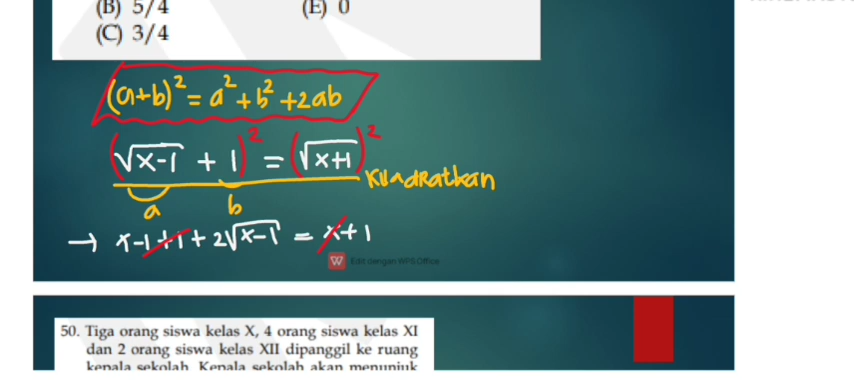 (B) 5/4 (E) 0
(C) 3/4
(a+b)² = a² + b² + 2ab
(√x-1 + 1)² = (√x+1)²
Kuadratkan
a b
→ x-1+1 + 2√x-1 = x+1
Edit dengan WPS Office
50. Tiga orang siswa kelas X, 4 orang siswa kelas XI
dan 2 orang siswa kelas XII dipanggil ke ruang
kepala sekolah. Kepala sekolah akan menunjuk